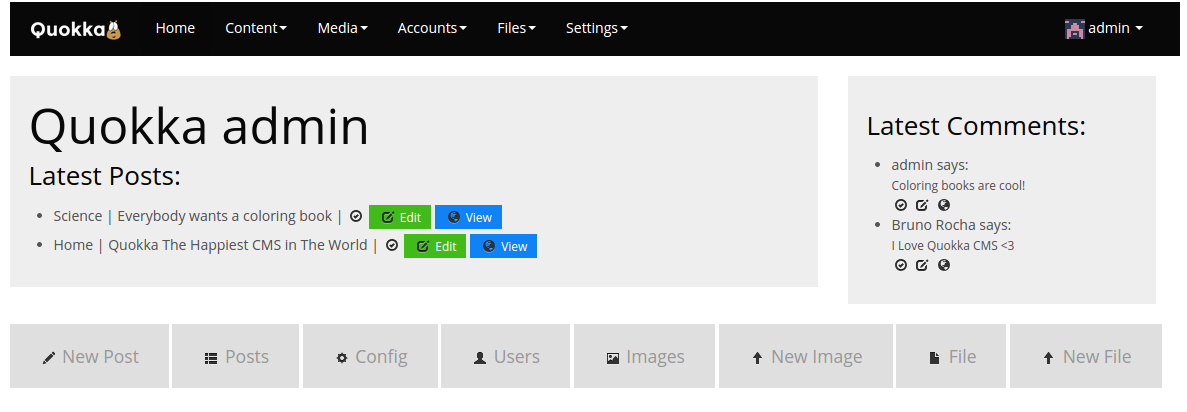 Quokka Home Content Media Accounts Files Settings admin
Quokka admin
Latest Posts:
Science | Everybody wants a coloring book | Edit View
Home | Quokka The Happiest CMS in The World | Edit View
Latest Comments:
admin says:
Coloring books are cool!
Bruno Rocha says:
I Love Quokka CMS <3
New Post Posts Config Users Images New Image File New File